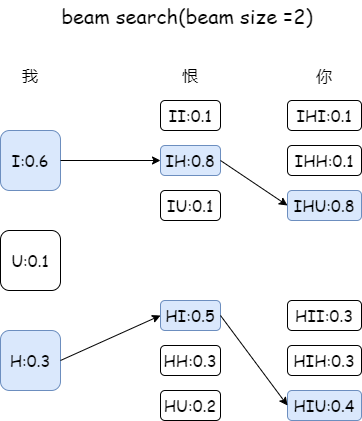 beam search(beam size =2)
我 恨 你
II:0.1 IHI:0.1
I:0.6 IH:0.8 IHH:0.1
IU:0.1 IHU:0.8
U:0.1
HI:0.5 HII:0.3
H:0.3 HH:0.3 HIH:0.3
HU:0.2 HIU:0.4